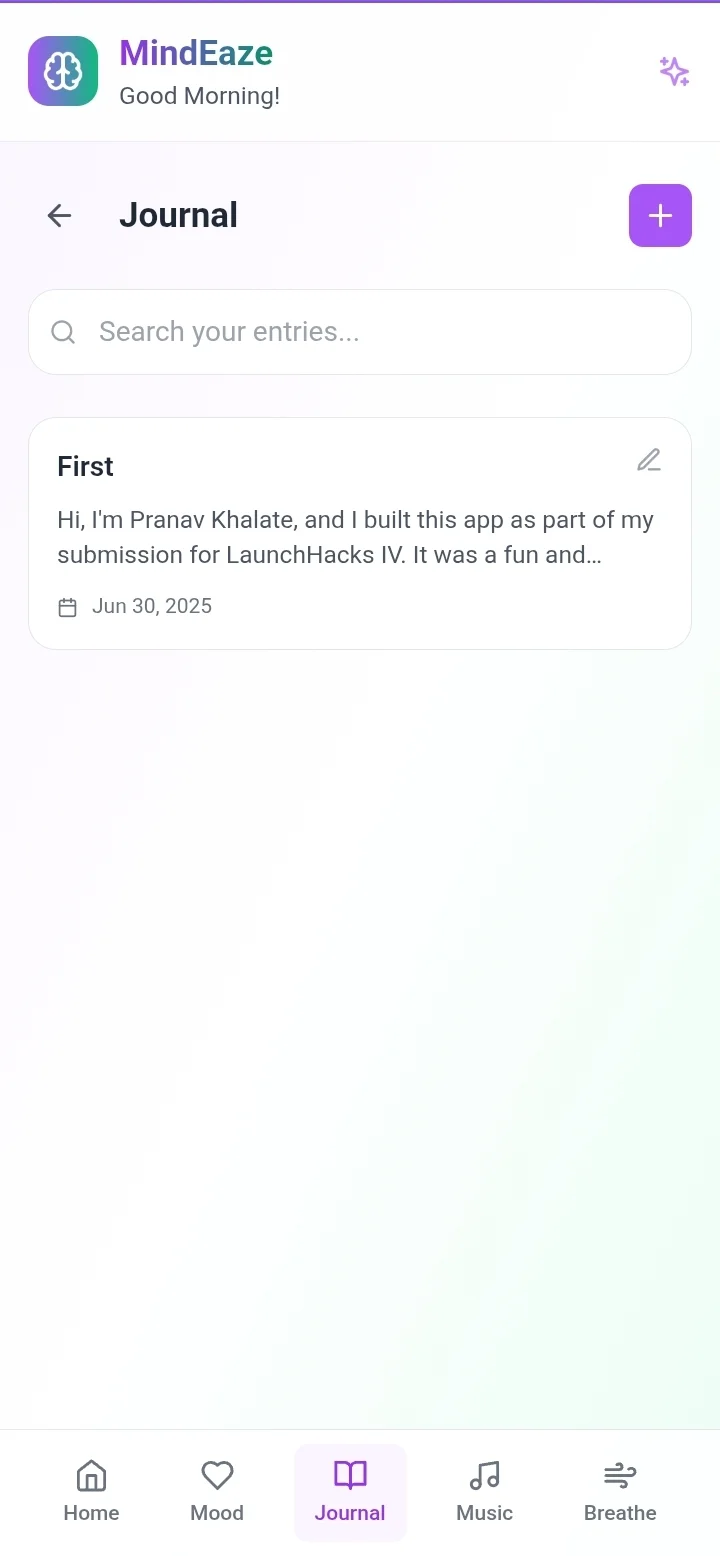 MindEaze
Good Morning!
Journal
Search your entries...
First
Hi, I'm Pranav Khalate, and I built this app as part of my
submission for LaunchHacks IV. It was a fun and...
Jun 30, 2025
Home
Mood
Journal
Music
Breathe